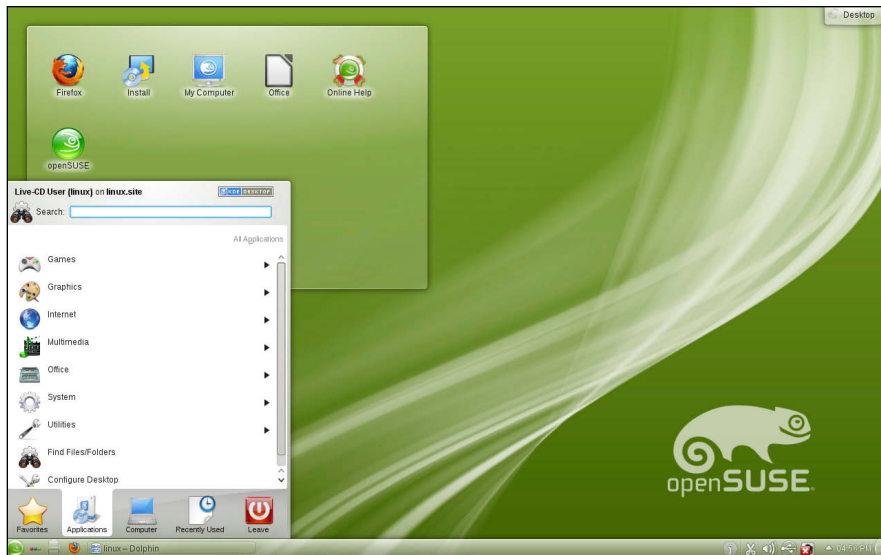 Desktop
Firefox
Install
My Computer
Office
Online Help
openSUSE
Live-CD User (linux) on linux.site
KDE DESKTOP
Search:
All Applications
Games
Graphics
Internet
Multimedia
Office
System
Utilities
Find Files/Folders
Configure Desktop
Favorites
Applications
Computer
Recently Used
Leave
openSUSE.
linux – Dolphin
04:56 PM